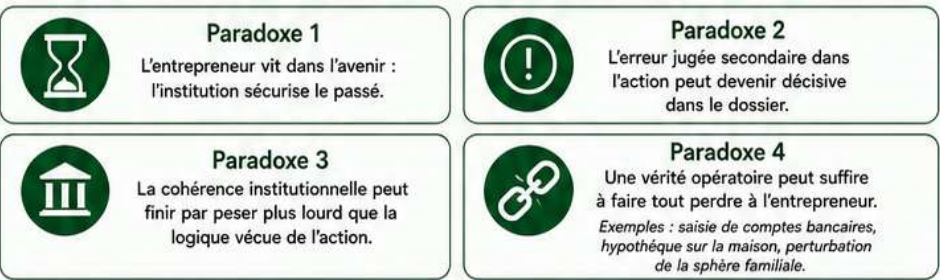 Paradoxe 1
L'entrepreneur vit dans l'avenir :
l'institution sécurise le passé.
Paradoxe 2
L'erreur jugée secondaire dans
l'action peut devenir décisive
dans le dossier.
Paradoxe 3
La cohérence institutionnelle peut
finir par peser plus lourd que la
logique vécue de l'action.
Paradoxe 4
Une vérité opératoire peut suffire
à faire tout perdre à l'entrepreneur.
Exemples : saisie de comptes bancaires,
hypothéque sur la maison, perturbation
de la sphère familiale.